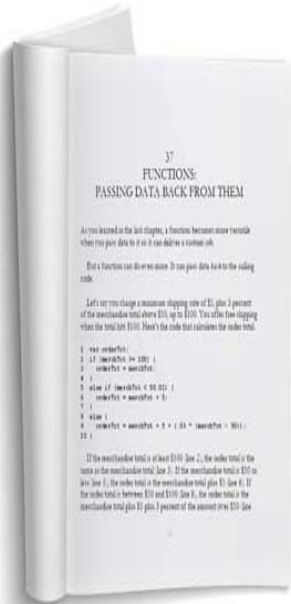 37
FUNCTIONS:
PASSING DATA BACK FROM THEM
As you learned in the last chapter, a function becomes more versatile
when you pass data to it so it can deliver a custom job.
But a function can do even more. It can pass data back to the calling
code.
Let's say you charge a minimum shipping rate of $5, plus 3 percent
of the merchandise total above $50, up to $100. You offer free shipping
when the total hits $100. Here's the code that calculates the order total.
1 var orderTot;
2 if (merchTot >= 100) {
3 orderTot = merchTot;
4 }
5 else if (merchTot < 50.01) {
6 orderTot = merchTot + 5;
7 }
8 else {
9 orderTot = merchTot + 5 + (.03 * (merchTot - 50));
10 }
If the merchandise total is at least $100 (line 2), the order total is the
same as the merchandise total (line 3). If the merchandise total is $50 or
less (line 5), the order total is the merchandise total plus $5 (line 6). If
the order total is between $50 and $100 (line 8), the order total is the
merchandise total plus $5 plus 3 percent of the amount over $50 (line